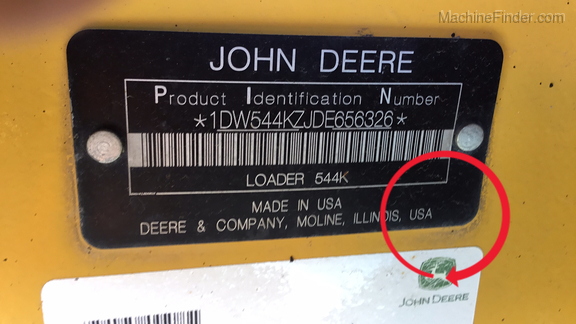 MachineFinder.com
JOHN DEERE
Product Identification Number
*1DW544KZJDE656326*
LOADER 544K
MADE IN USA
DEERE & COMPANY, MOLINE, ILLINOIS, USA
JOHN DEERE